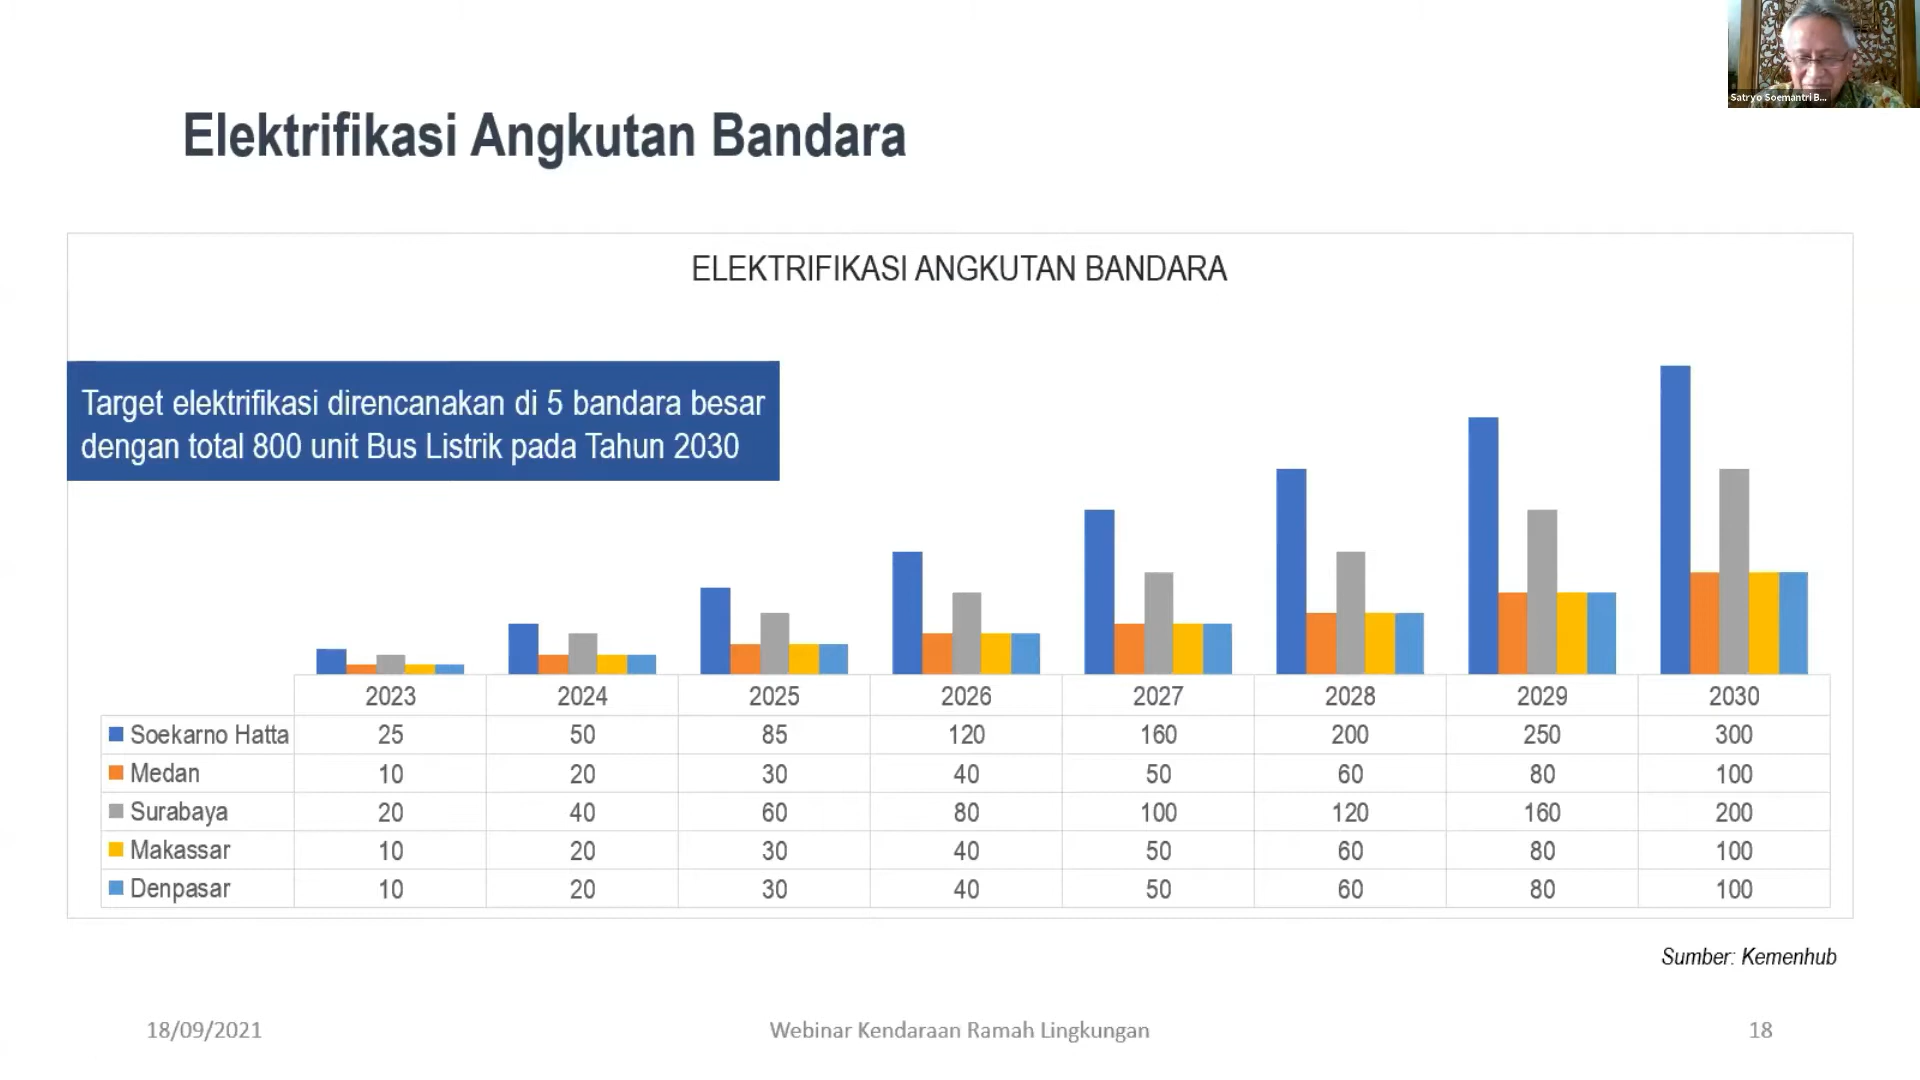 Satryo Soemantri B...
Elektrifikasi Angkutan Bandara
ELEKTRIFIKASI ANGKUTAN BANDARA
Target elektrifikasi direncanakan di 5 bandara besar
dengan total 800 unit Bus Listrik pada Tahun 2030
2023 2024 2025 2026 2027 2028 2029 2030
Soekarno Hatta 25 50 85 120 160 200 250 300
Medan 10 20 30 40 50 60 80 100
Surabaya 20 40 60 80 100 120 160 200
Makassar 10 20 30 40 50 60 80 100
Denpasar 10 20 30 40 50 60 80 100
Sumber: Kemenhub
18/09/2021 Webinar Kendaraan Ramah Lingkungan 18